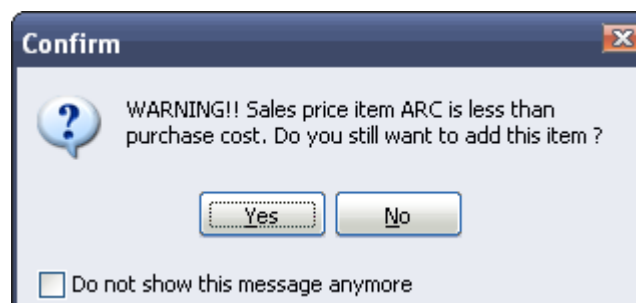 Confirm
WARNING!! Sales price item ARC is less than
purchase cost. Do you still want to add this item ?
Yes
No
Do not show this message anymore